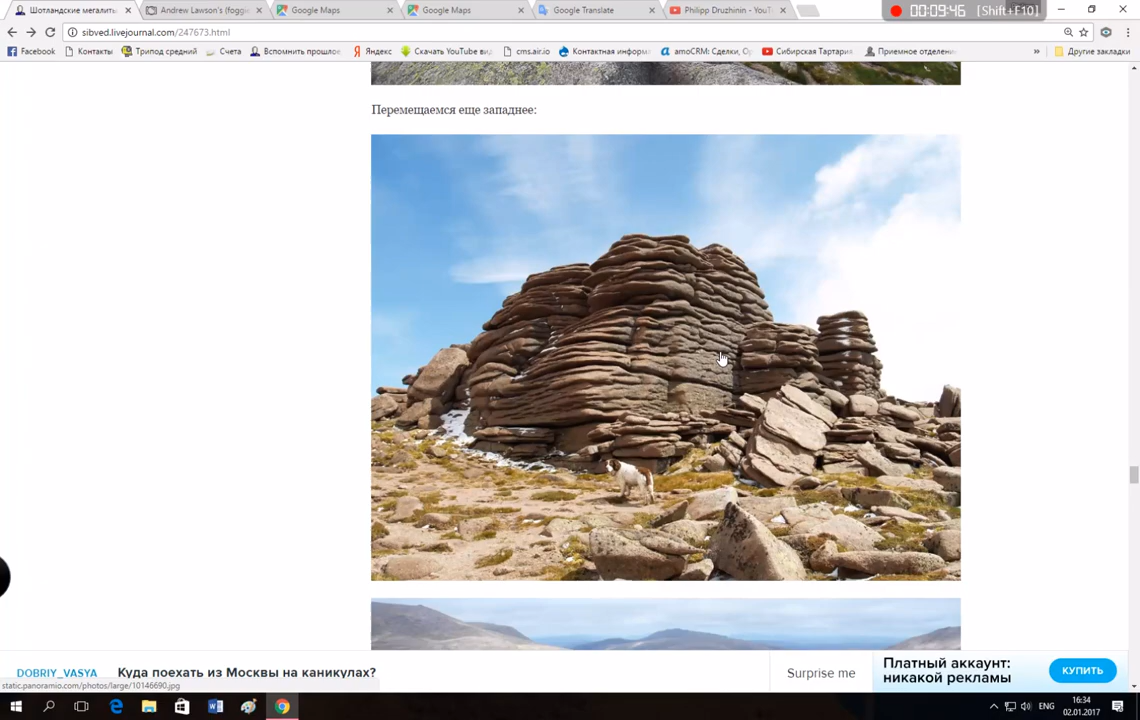 Шотландские мегалиты
Andrew Lawson's (foggie
Google Maps
Google Maps
Google Translate
Philipp Druzhinin - YouT
00:09:46 [Shift+F10]
sibved.livejournal.com/247673.html
Facebook
Контакты
Трипод средний
Счета
Вспомнить прошлое
Яндекс
Скачать YouTube ви
cms.air.io
Контактная информ
amoCRM: Сделки, О
Сибирская Тартария
Приемное отделени
»
Другие закладки
Перемещаемся еще западнее:
DOBRIY_VASYA
Куда поехать из Москвы на каникулах?
Surprise me
Платный аккаунт:
никакой рекламы
КУПИТЬ
static.panoramio.com/photos/large/10146690.jpg
ENG
16:34
02.01.2017